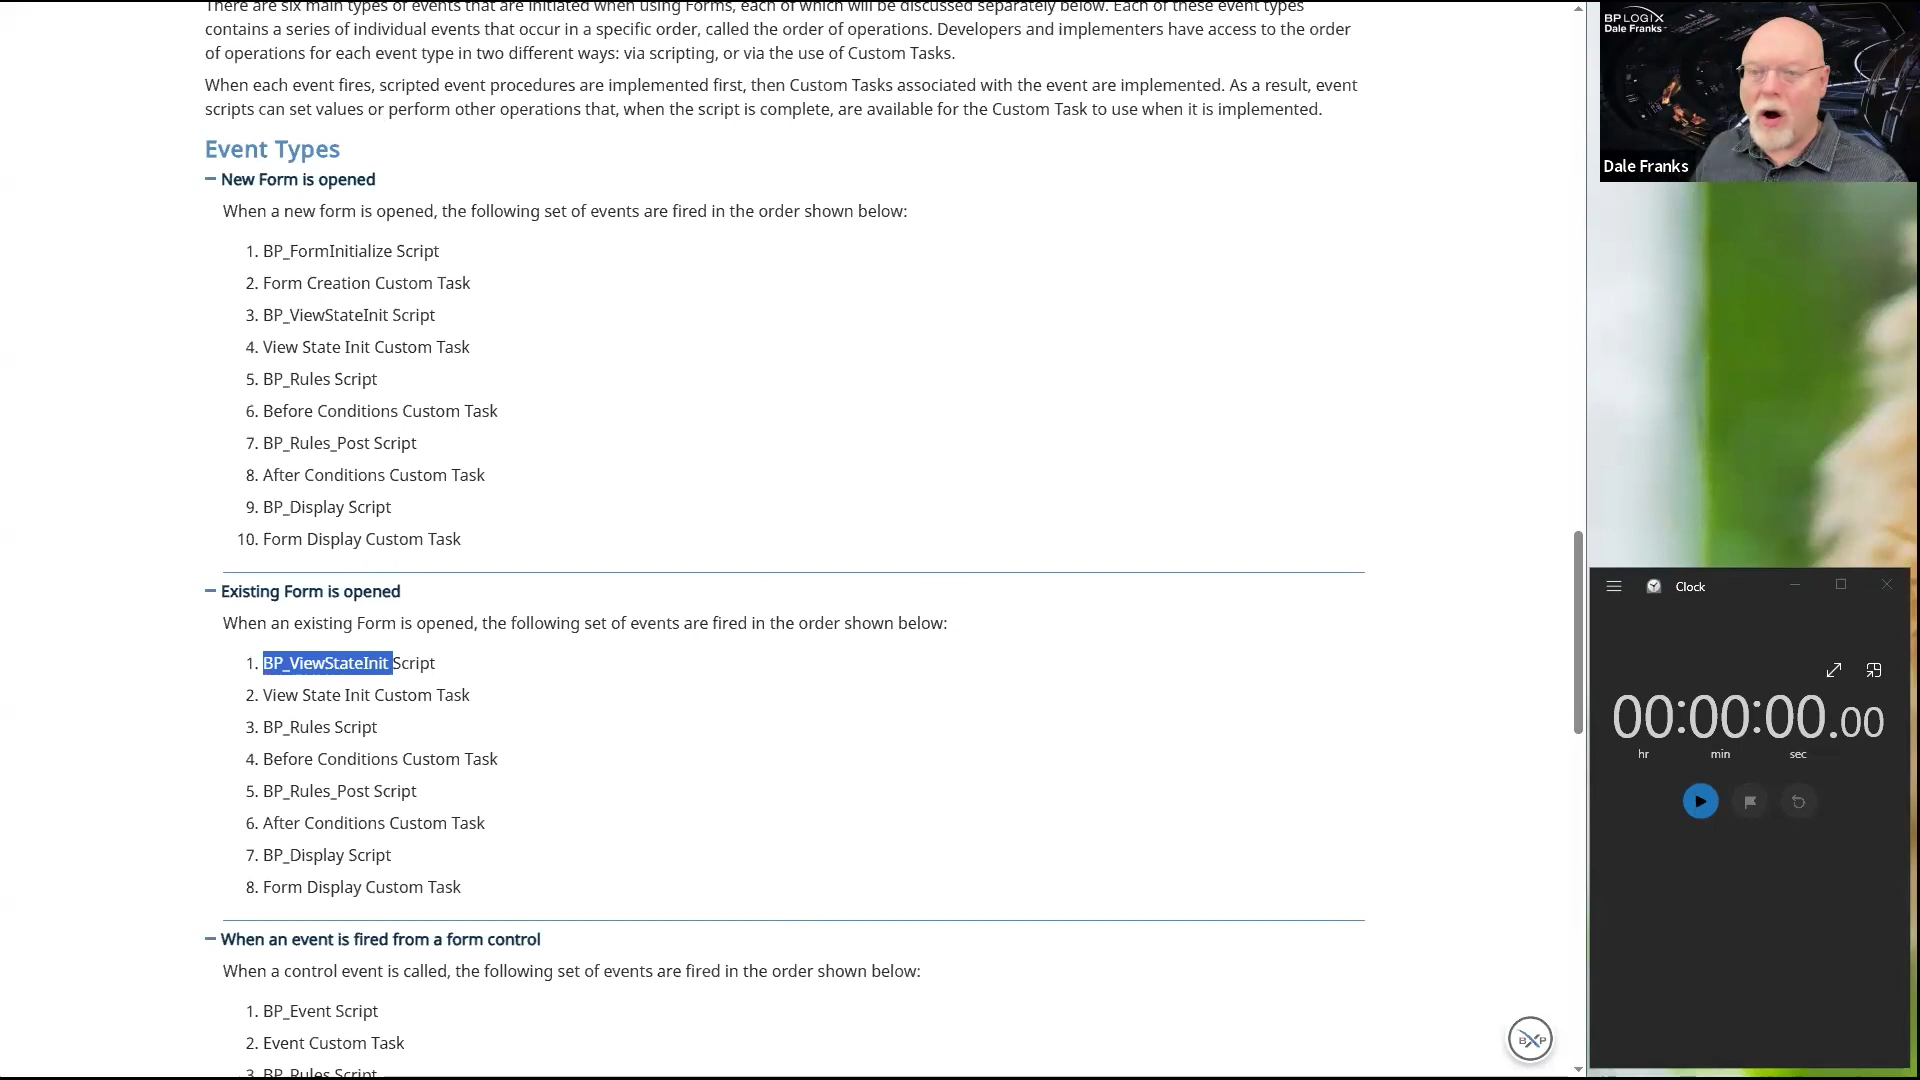 There are six main types of events that are initiated when using Forms, each of which will be discussed separately below. Each of these event types
contains a series of individual events that occur in a specific order, called the order of operations. Developers and implementers have access to the order
of operations for each event type in two different ways: via scripting, or via the use of Custom Tasks.
When each event fires, scripted event procedures are implemented first, then Custom Tasks associated with the event are implemented. As a result, event
scripts can set values or perform other operations that, when the script is complete, are available for the Custom Task to use when it is implemented.
Event Types
New Form is opened
When a new form is opened, the following set of events are fired in the order shown below:
1. BP_FormInitialize Script
2. Form Creation Custom Task
3. BP_ViewStateInit Script
4. View State Init Custom Task
5. BP_Rules Script
6. Before Conditions Custom Task
7. BP_Rules_Post Script
8. After Conditions Custom Task
9. BP_Display Script
10. Form Display Custom Task
Existing Form is opened
When an existing Form is opened, the following set of events are fired in the order shown below:
1. BP_ViewStateInit Script
2. View State Init Custom Task
3. BP_Rules Script
4. Before Conditions Custom Task
5. BP_Rules_Post Script
6. After Conditions Custom Task
7. BP_Display Script
8. Form Display Custom Task
When an event is fired from a form control
When a control event is called, the following set of events are fired in the order shown below:
1. BP_Event Script
2. Event Custom Task
3. BP_Rules Script
BXP
BP LOGIX
Dale Franks
Dale Franks
Clock
00:00:00.00
hr min sec